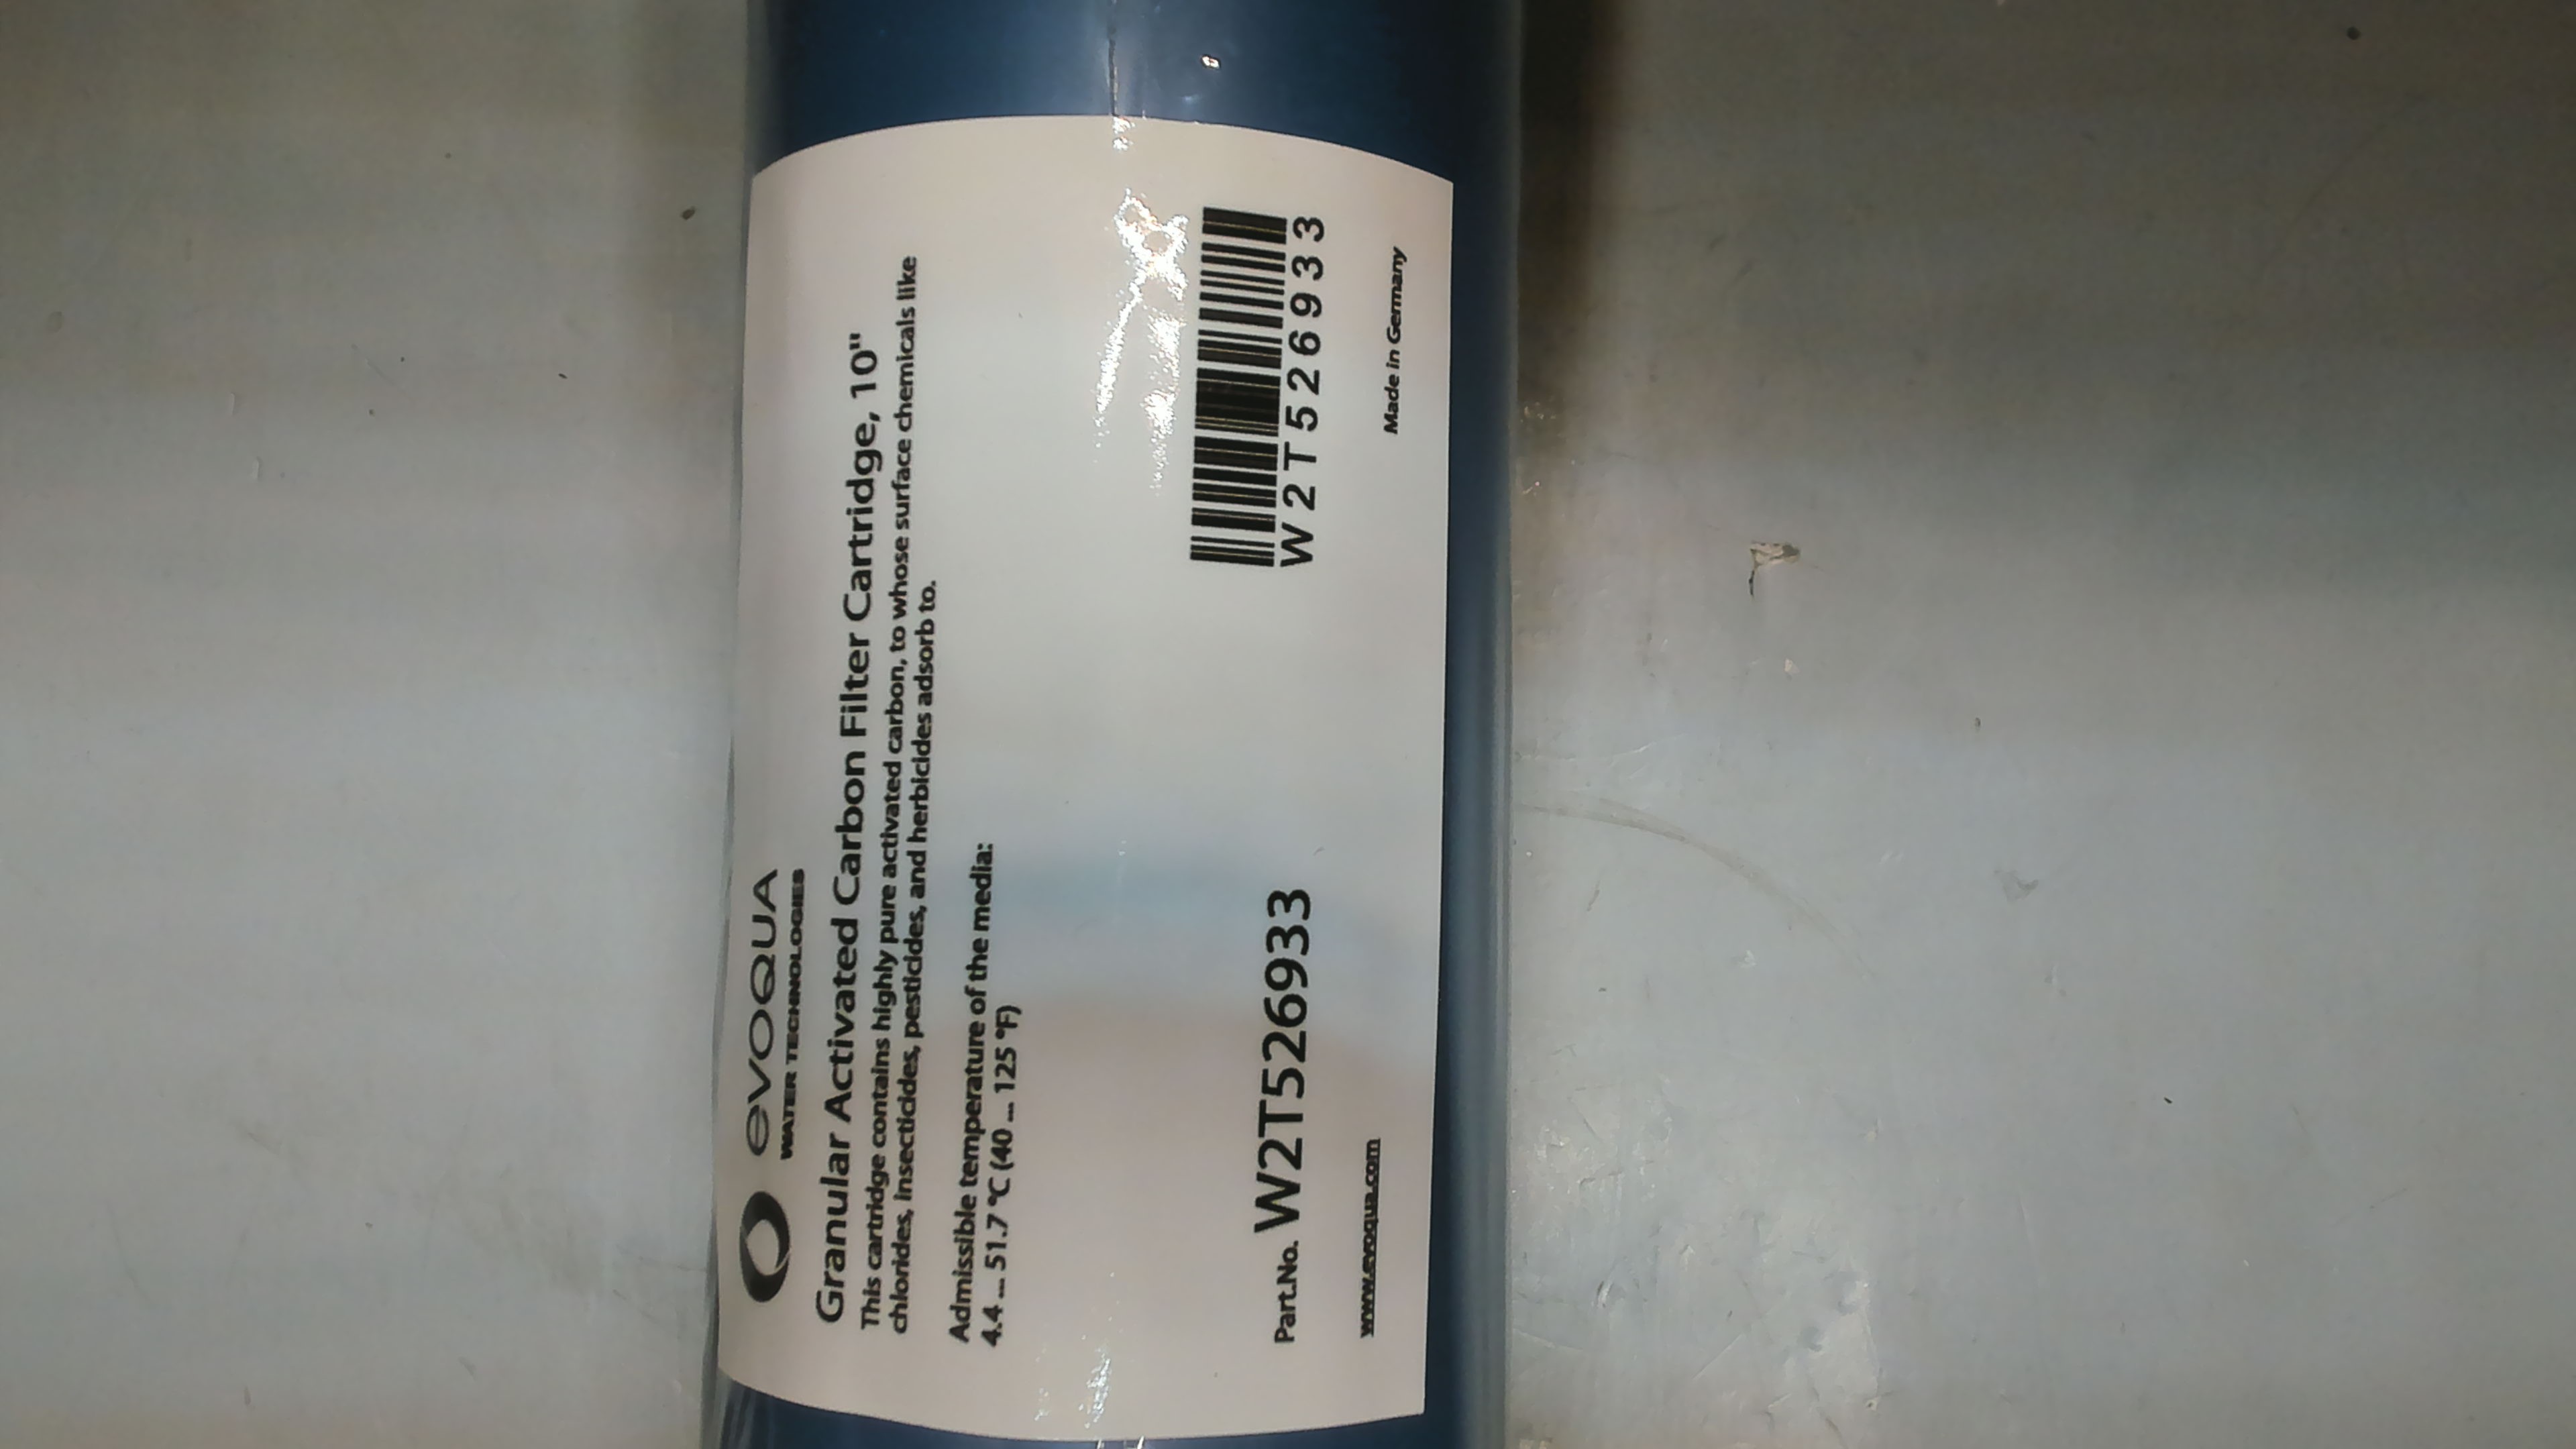 evoQUA
WATER TECHNOLOGIES
Granular Activated Carbon Filter Cartridge, 10"
This cartridge contains highly pure activated carbon, to whose surface chemicals like
chlorides, insecticides, pesticides, and herbicides adsorb to.
Admissible temperature of the media:
4.4 ... 51.7 °C (40 ... 125 °F)
Part.No. W2T526933
W2T526933
www.evoqua.com
Made in Germany